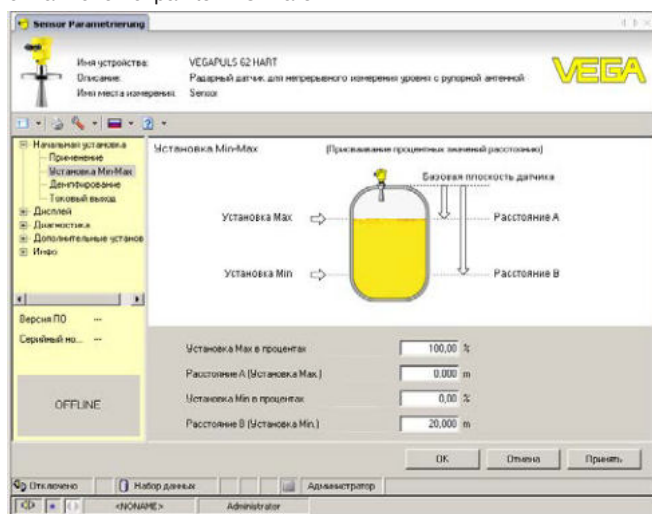 Sensor Parametrierung
Имя устройства: VEGAPULS 62 HART
Описание: Радарный датчик для непрерывного измерения уровня с рупорной антенной
Имя места измерения: Sensor
VEGA
Начальная установка
Применение
Установка Min-Max
Демпфирование
Токовый выход
Дисплей
Диагностика
Дополнительные установ
Инфо
Версия ПО ---
Серийный но... ---
OFFLINE
Установка Min-Max (Присваивание процентных значений расстоянию)
Базовая плоскость датчика
Установка Max
Расстояние A
Установка Min
Расстояние B
Установка Max в процентах 100,00 %
Расстояние A (Установка Max.) 0,000 m
Установка Min в процентах 0,00 %
Расстояние B (Установка Min.) 20,000 m
OK Отмена Принять
Отключено Набор данных Администратор
<NONAME> Administrator